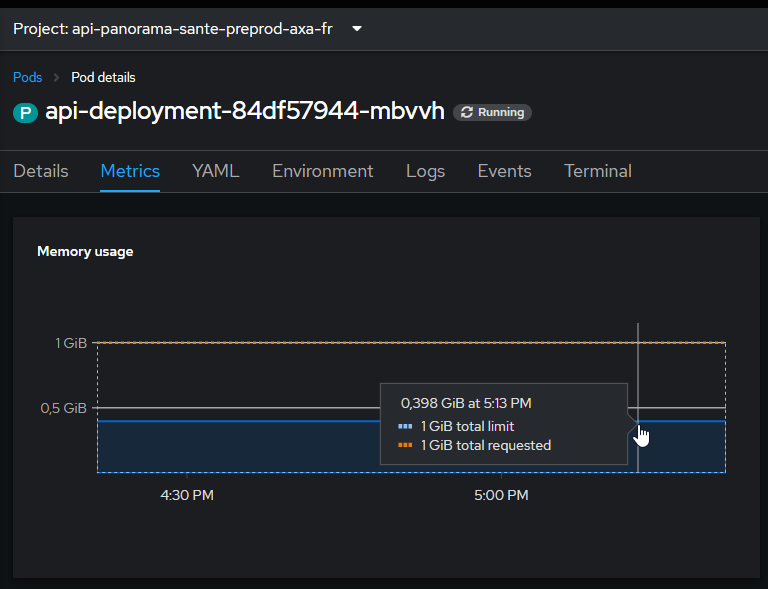 Project: api-panorama-sante-preprod-axa-fr
Pods > Pod details
P api-deployment-84df57944-mbvvh Running
Details Metrics YAML Environment Logs Events Terminal
Memory usage
1 GiB
0,5 GiB
0,398 GiB at 5:13 PM
1 GiB total limit
1 GiB total requested
4:30 PM 5:00 PM